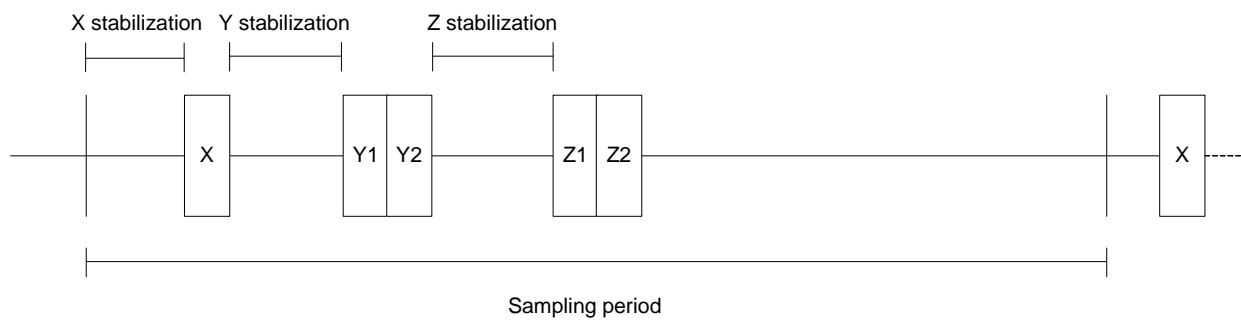 X stabilization Y stabilization Z stabilization
X Y1 Y2 Z1 Z2 X
Sampling period